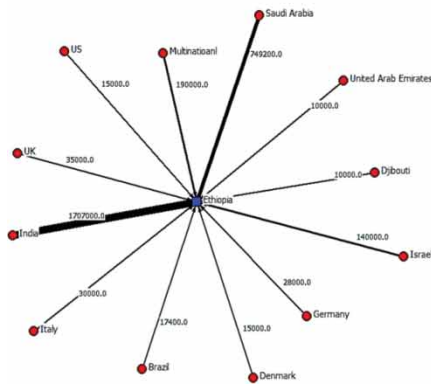 Saudi Arabia
US
Multinatioanl
749200.0
15000.0
190000.0
United Arab Emirates
10000.0
UK
35000.0
Djibouti
10000.0
Ethiopia
1707000.0
India
140000.0
Israel
30000.0
28000.0
17400.0
15000.0
Germany
Italy
Brazil
Denmark